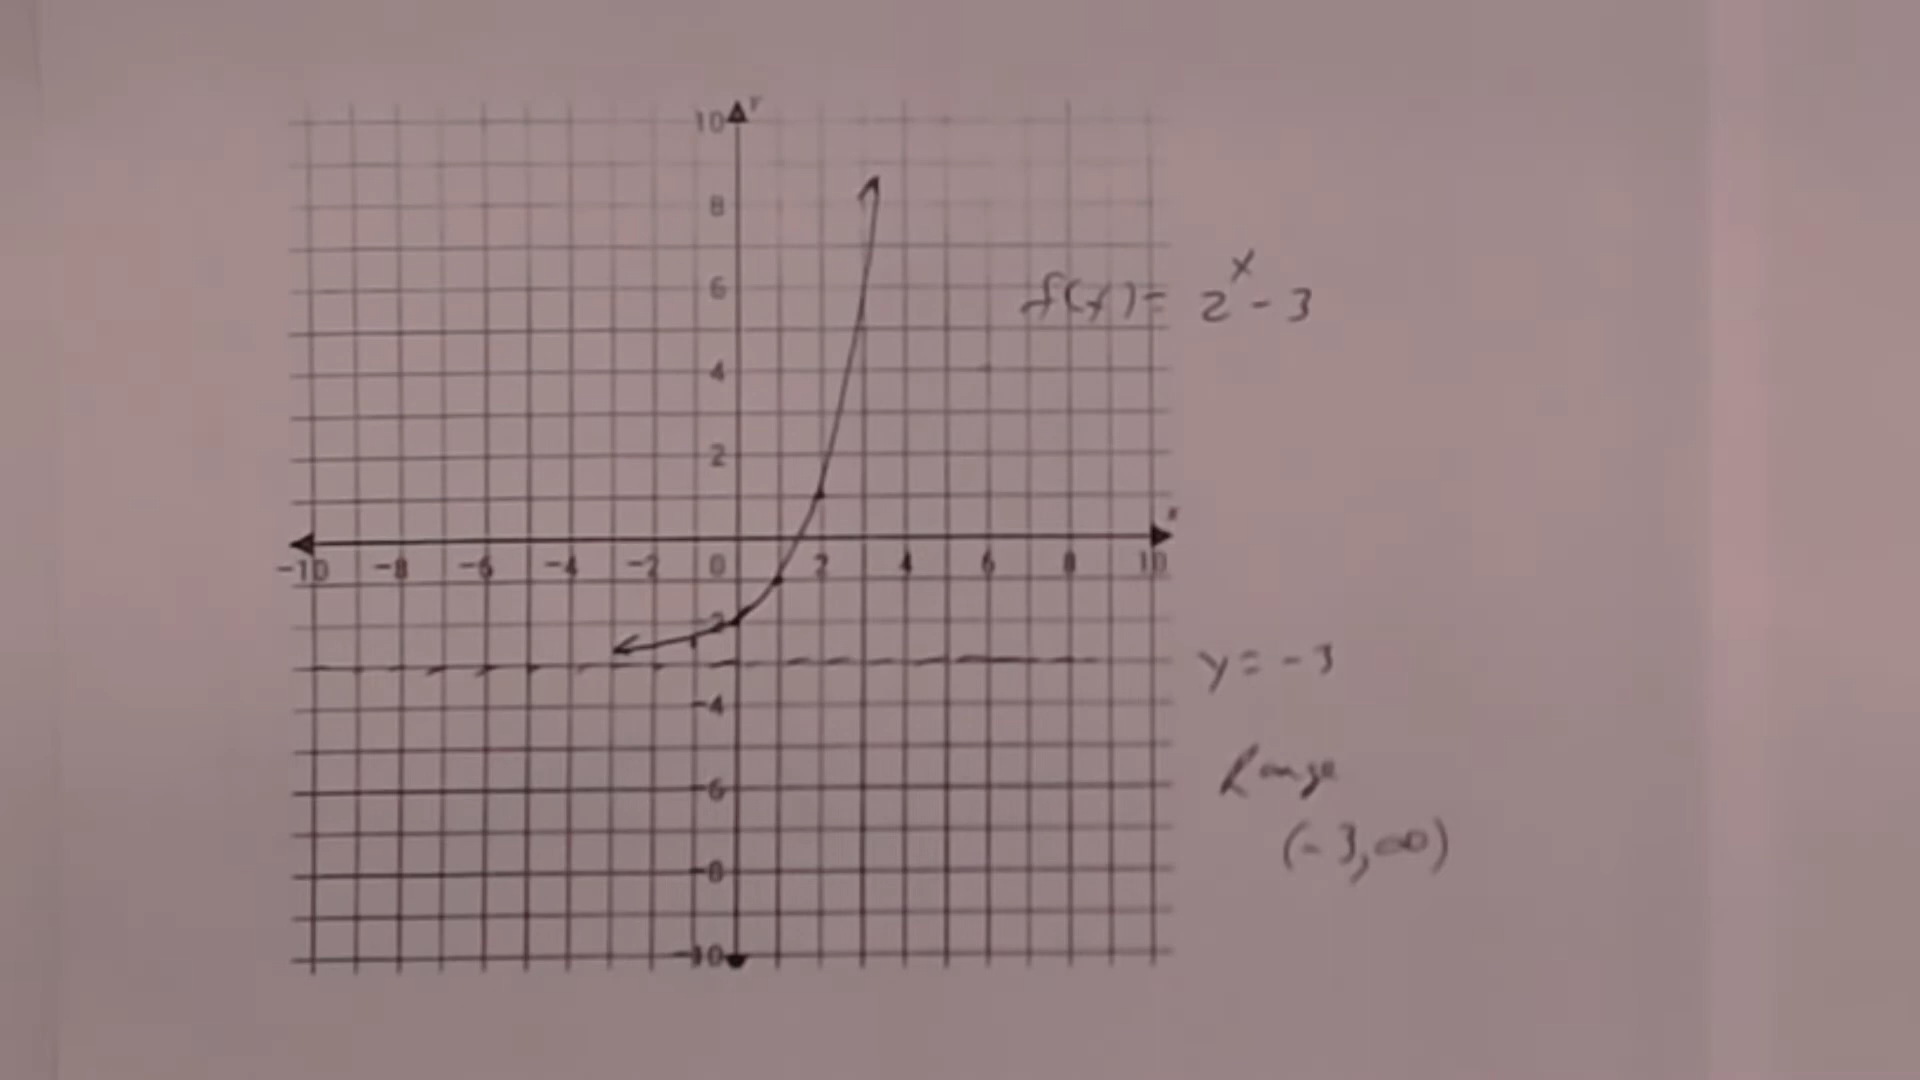 10 Y
8
6
f(x) = 2^x - 3
4
2
x
-10 -8 -6 -4 -2 0 2 4 6 8 10
-2
y = -3
-4
Range
-6
(-3, ∞)
-8
-10